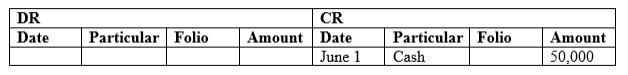 DR CR
Date Particular Folio Amount Date Particular Folio Amount
June 1 Cash 50,000